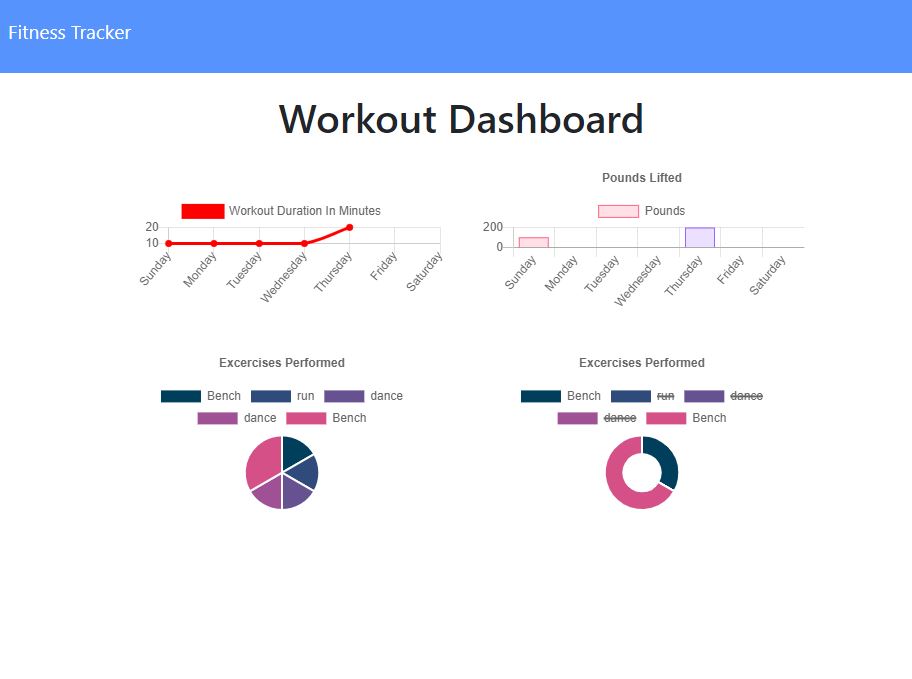 Fitness Tracker
Workout Dashboard
Workout Duration In Minutes
20
10
Sunday Monday Tuesday Wednesday Thursday Friday Saturday
Pounds Lifted
Pounds
200
0
Sunday Monday Tuesday Wednesday Thursday Friday Saturday
Excercises Performed
Bench run dance
dance Bench
Excercises Performed
Bench run dance
dance Bench